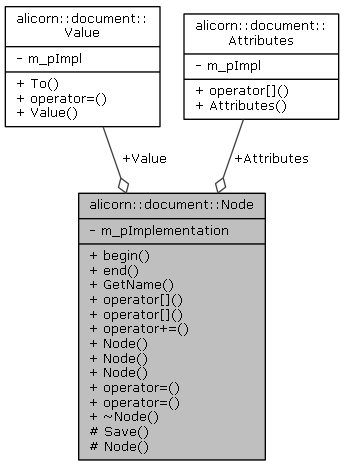 alicorn::document::
Value
- m_pImpl
+ To()
+ operator=()
+ Value()
alicorn::document::
Attributes
- m_pImpl
+ operator[]()
+ Attributes()
+Value
+Attributes
alicorn::document::Node
- m_pImplementation
+ begin()
+ end()
+ GetName()
+ operator[]()
+ operator[]()
+ operator+=()
+ Node()
+ Node()
+ Node()
+ operator=()
+ operator=()
+ ~Node()
# Save()
# Node()